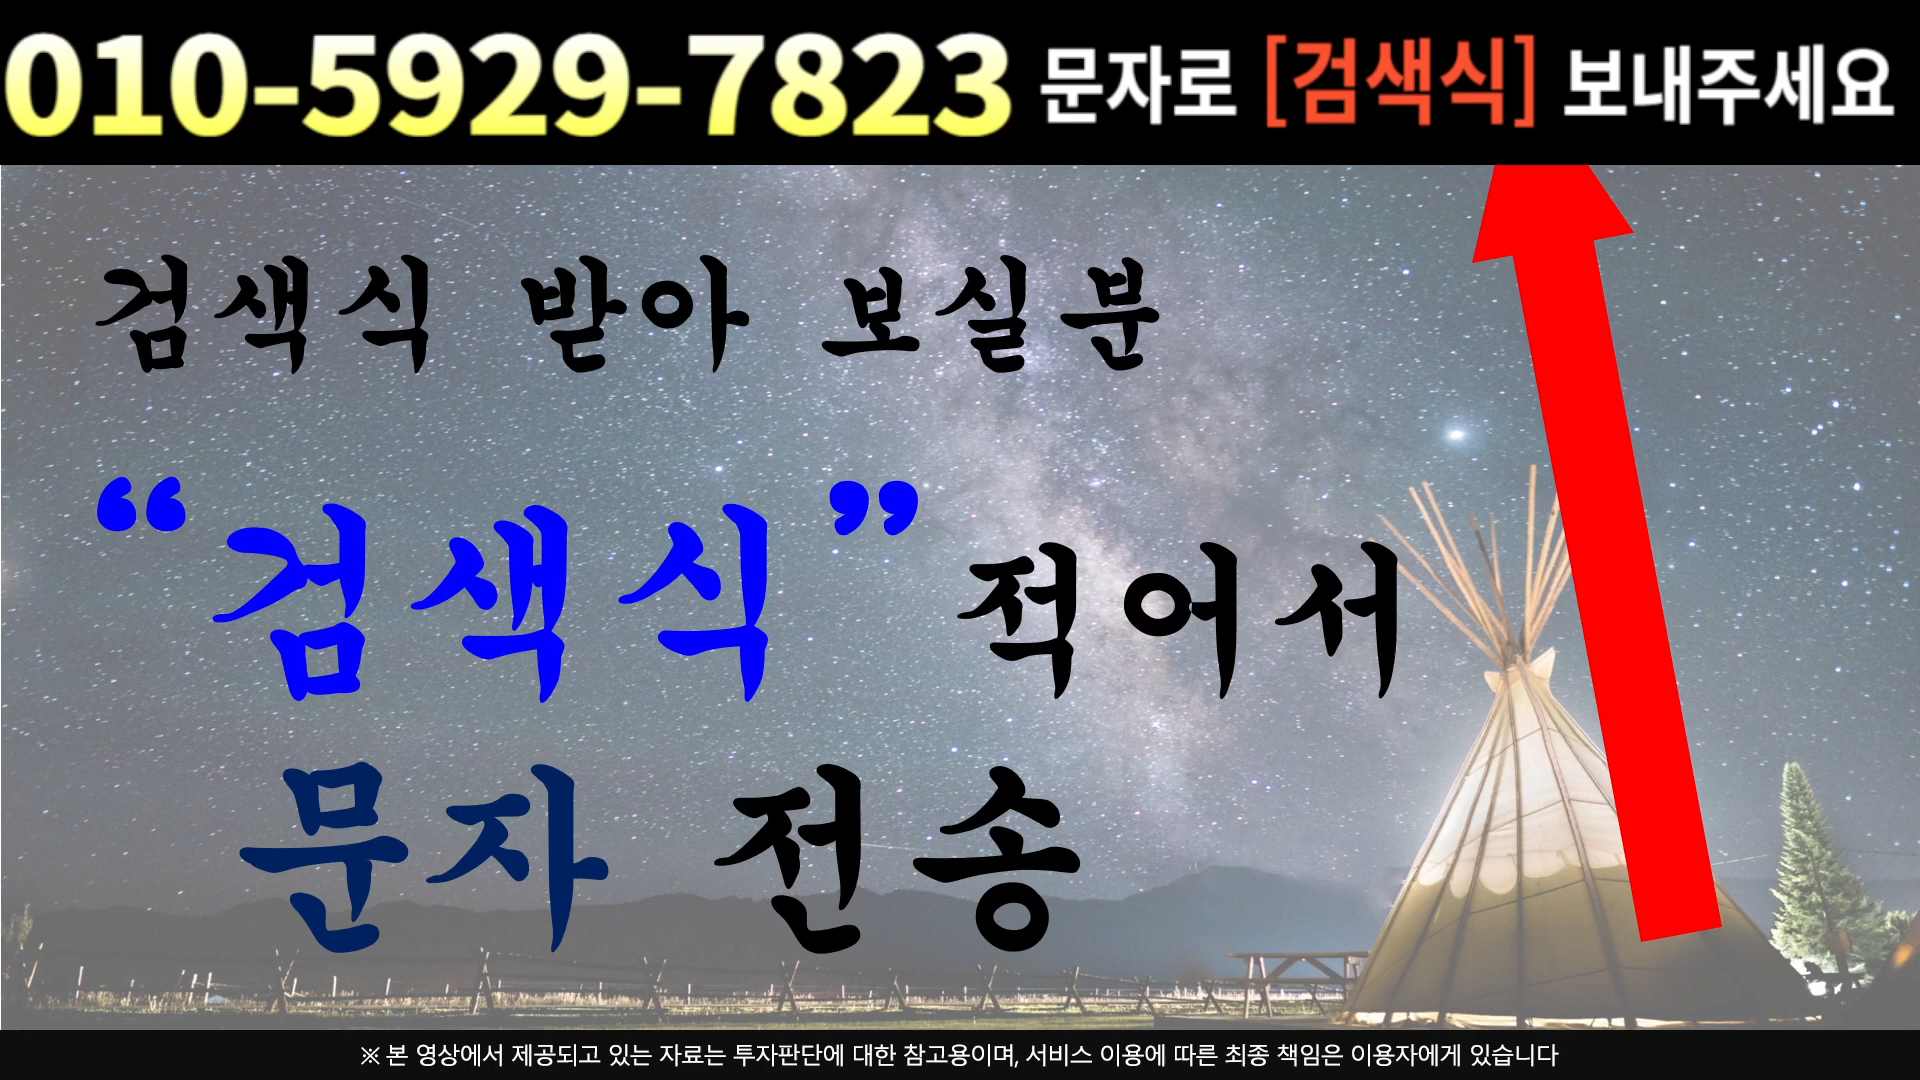 010-5929-7823 문자로 [검색식] 보내주세요
검색식 받아 보실분
“검색식” 적어서
문자 전송
※ 본 영상에서 제공되고 있는 자료는 투자판단에 대한 참고용이며, 서비스 이용에 따른 최종 책임은 이용자에게 있습니다